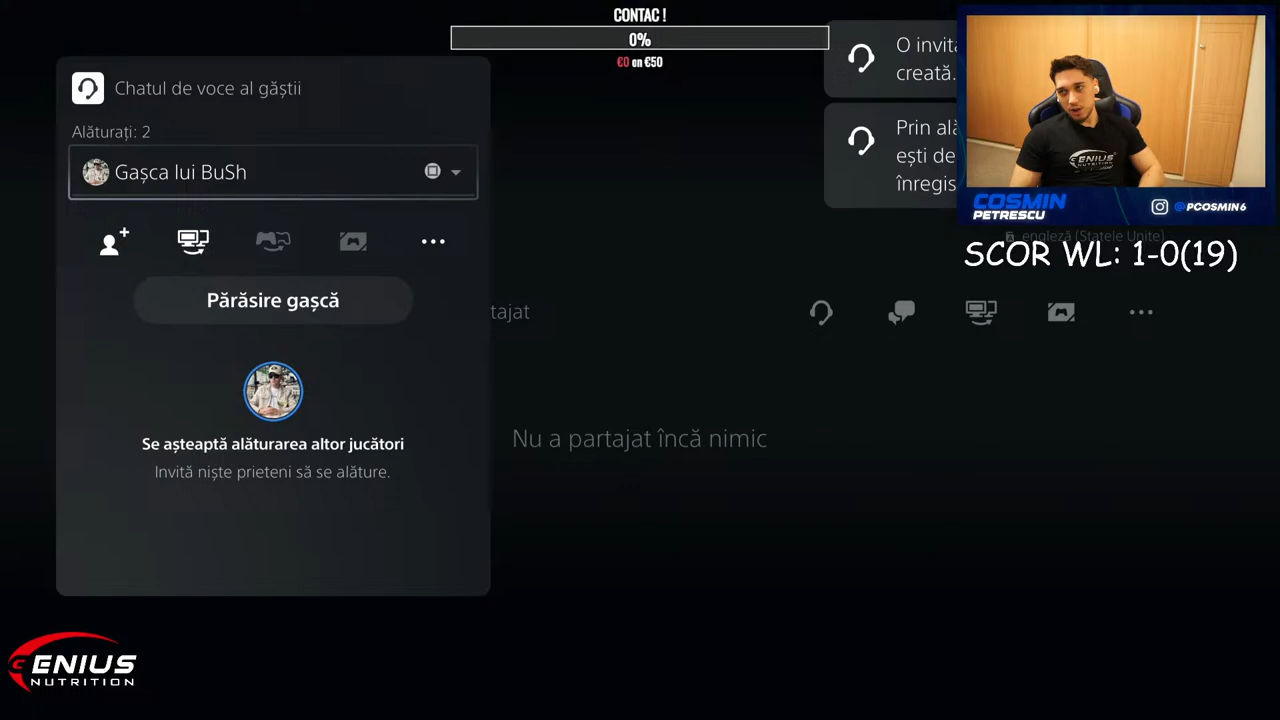 CONTAC !
0%
€0 on €50
Chatul de voce al găștii
Alăturați: 2
Gașca lui BuSh
Părăsire gașcă
Se așteaptă alăturarea altor jucători
Invită niște prieteni să se alăture.
tajat
Nu a partajat încă nimic
O invita
creată.
Prin ală
ești de
înregis
ENIUS
NUTRITION
COSMIN
PETRESCU
@PCOSMIN6
engleză (Statele Unite)
SCOR WL: 1-0(19)
GENIUS
NUTRITION